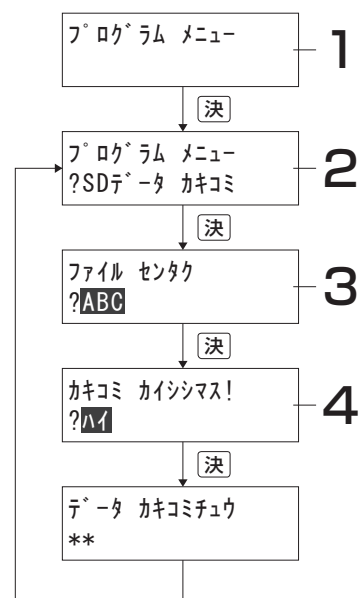 プログラム メニュー
1
決
プログラム メニュー
?SDデータ カキコミ
2
決
ファイル センタク
?ABC
3
決
カキコミ カイシシマス!
?ハイ
4
決
データ カキコミチュウ
**